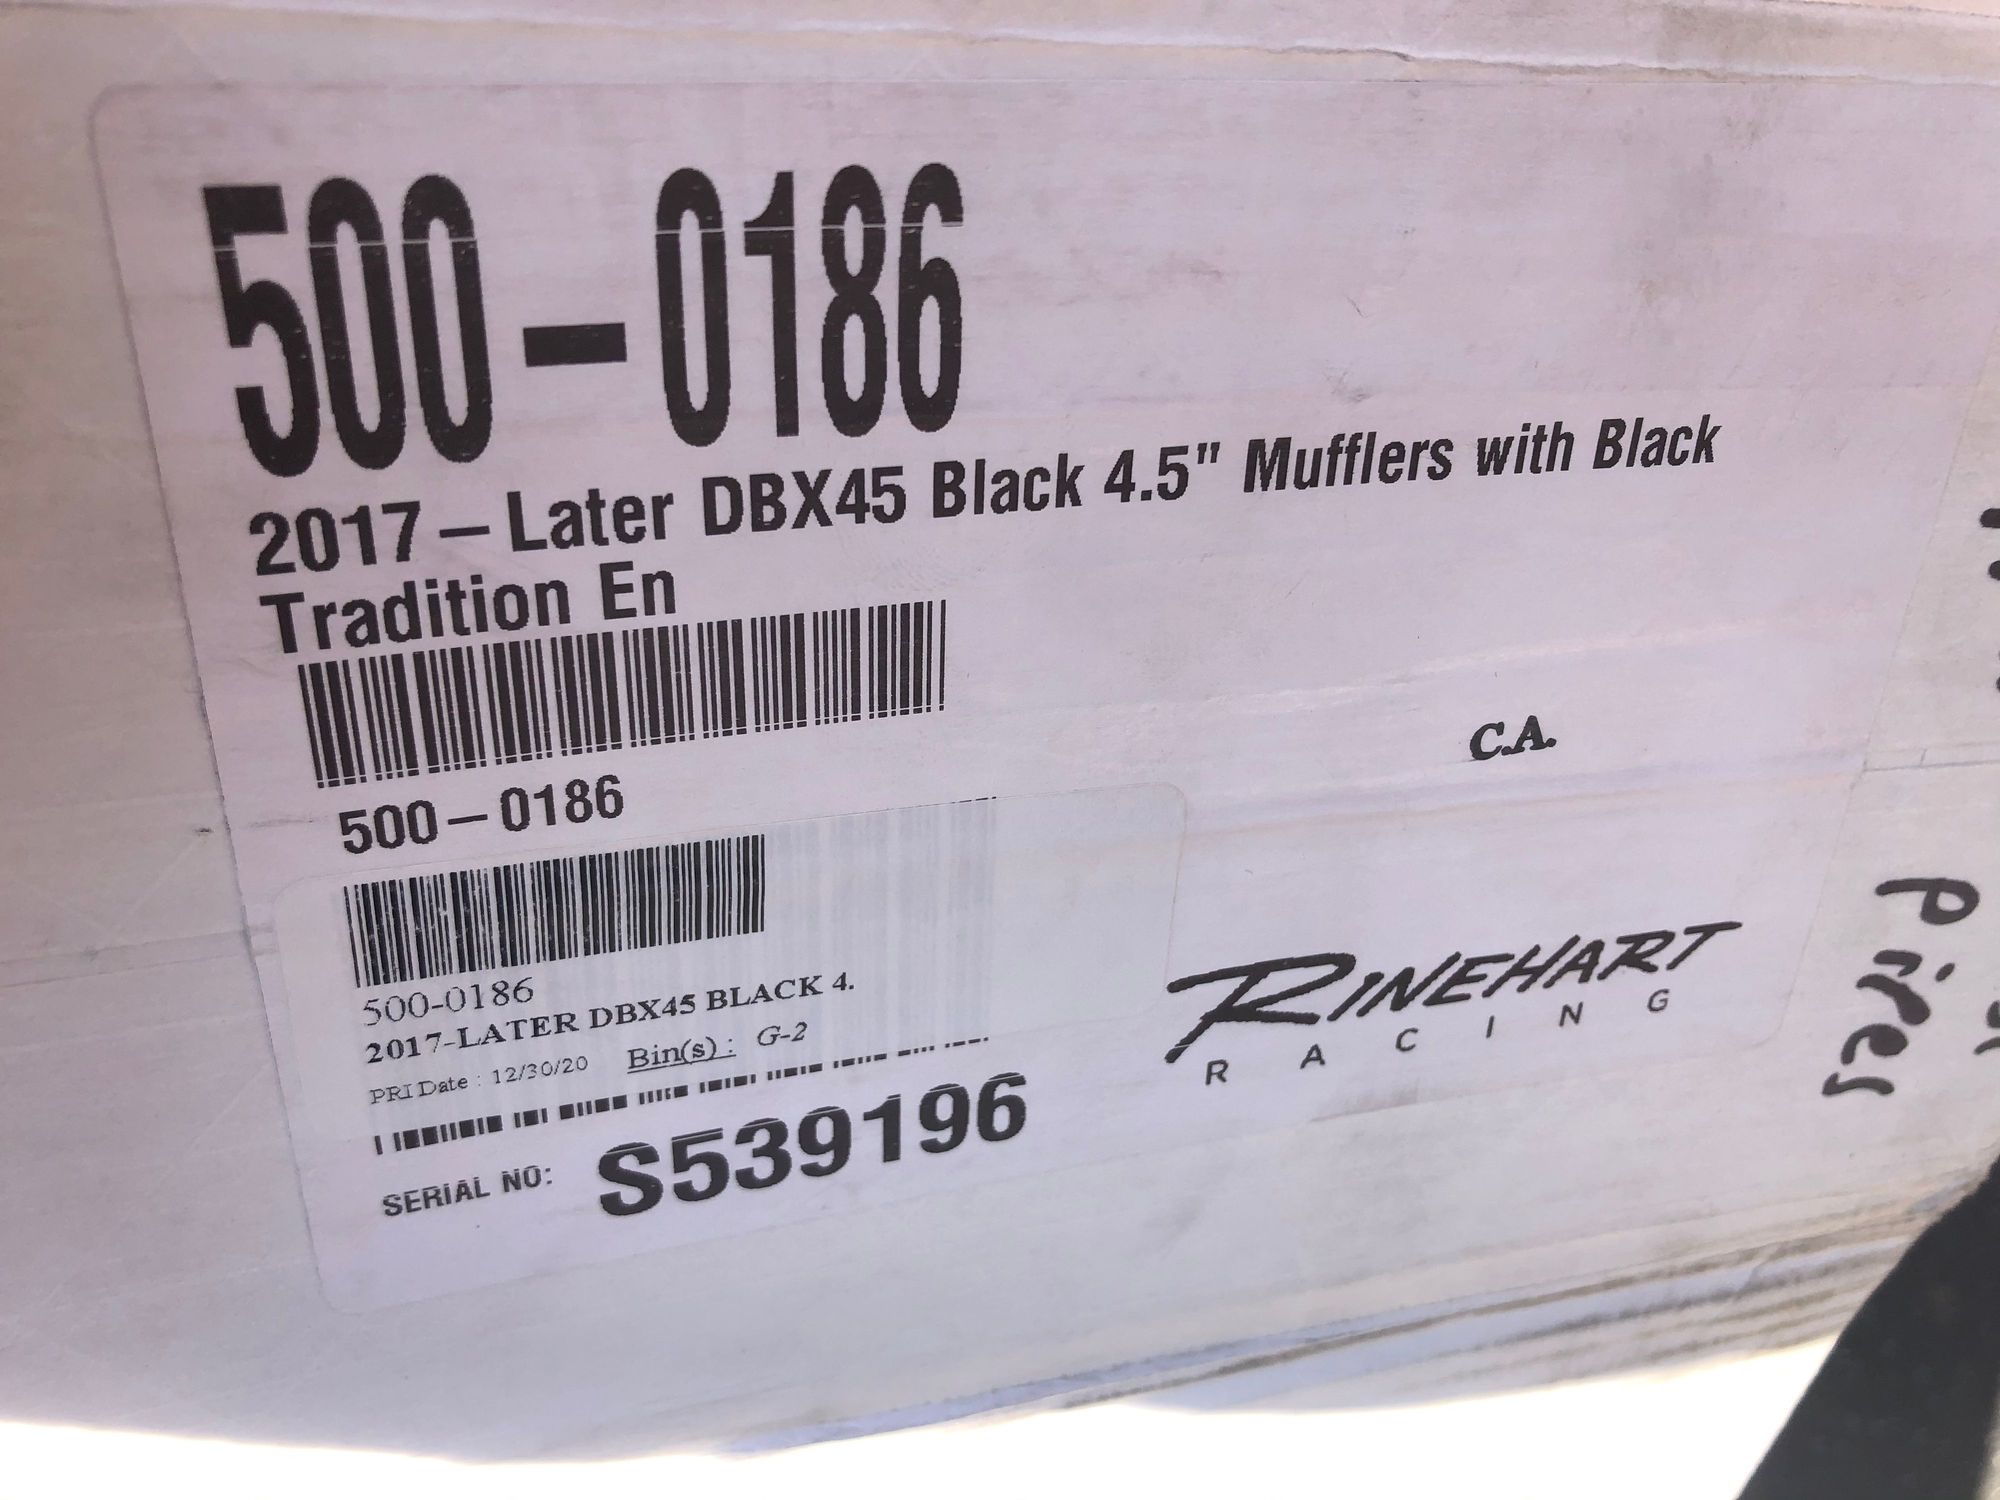 500-0186
2017-Later DBX45 Black 4.5" Mufflers with Black
Tradition En
500-0186
C.A.
500-0186
2017-LATER DBX45 BLACK 4.
PRI Date : 12/30/20 Bin(s) : G-2
SERIAL NO: S539196
RINEHART
RACING
Pipes